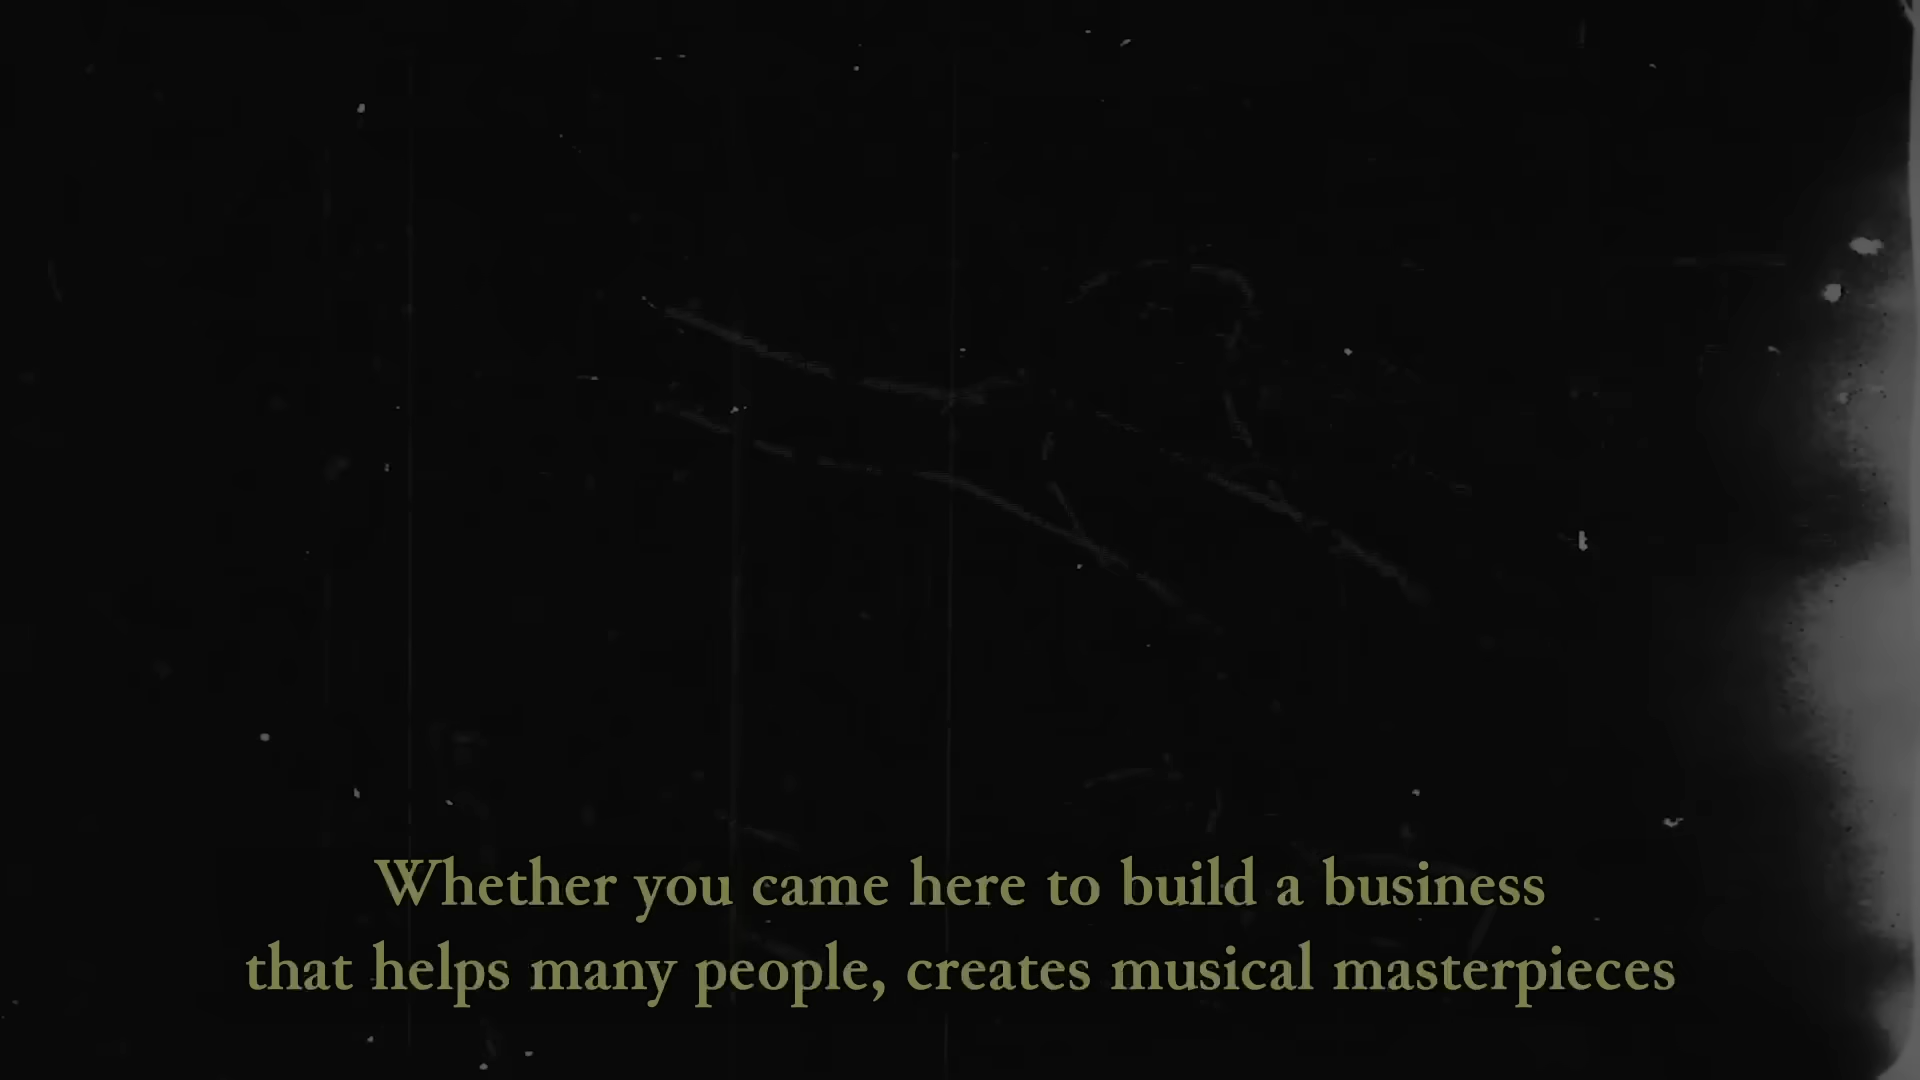 Whether you came here to build a business
that helps many people, creates musical masterpieces